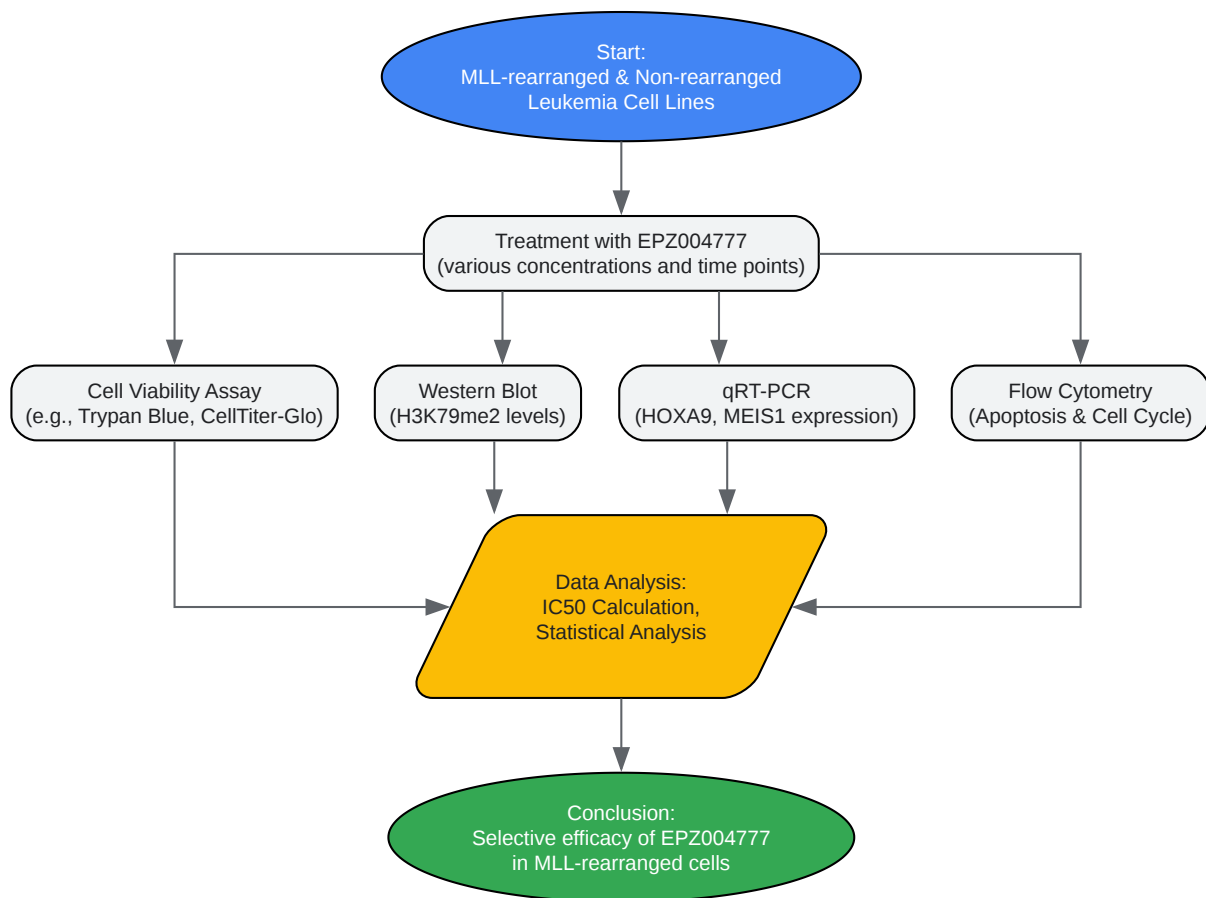 Start:
MLL-rearranged & Non-rearranged
Leukemia Cell Lines
Treatment with EPZ004777
(various concentrations and time points)
Cell Viability Assay
(e.g., Trypan Blue, CellTiter-Glo)
Western Blot
(H3K79me2 levels)
qRT-PCR
(HOXA9, MEIS1 expression)
Flow Cytometry
(Apoptosis & Cell Cycle)
Data Analysis:
IC50 Calculation,
Statistical Analysis
Conclusion:
Selective efficacy of EPZ004777
in MLL-rearranged cells